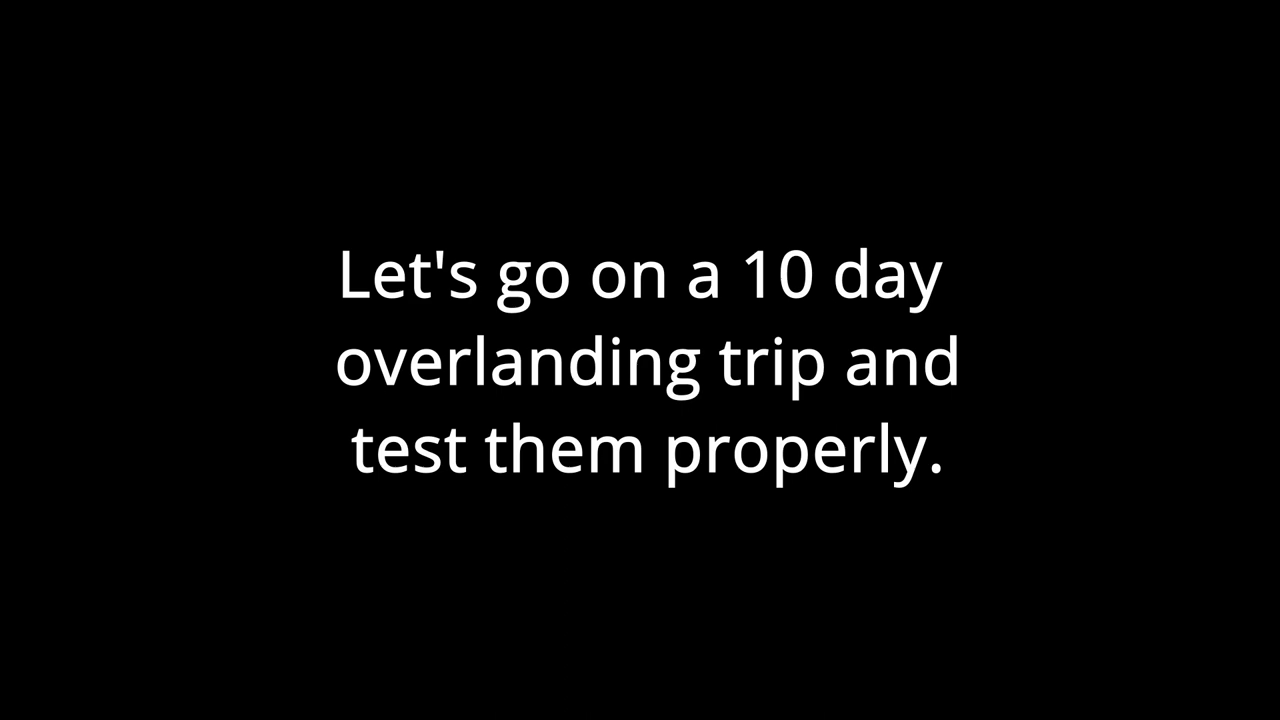 Let's go on a 10 day
overlanding trip and
test them properly.